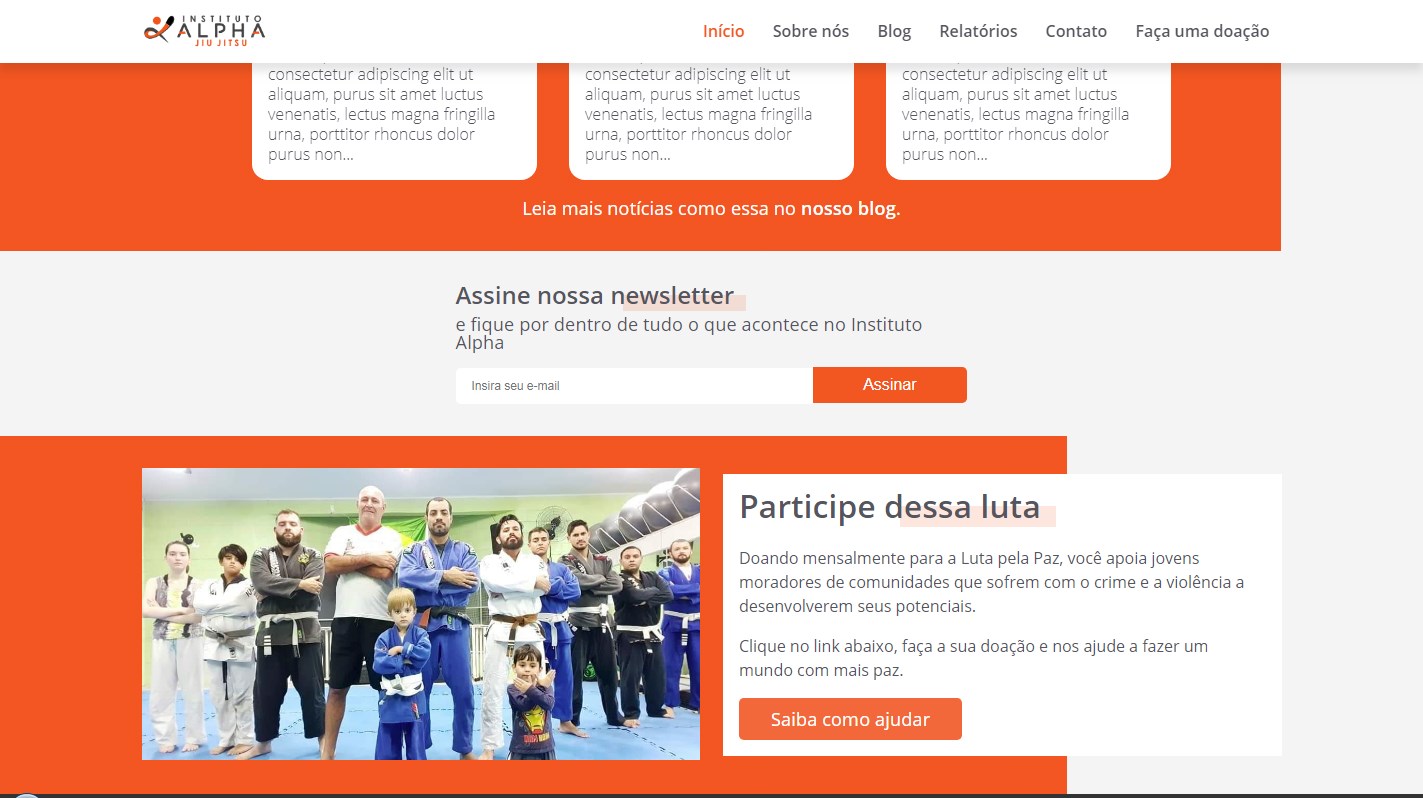 INSTITUTO
ALPHA
JIU JITSU
Início Sobre nós Blog Relatórios Contato Faça uma doação
consectetur adipiscing elit ut
aliquam, purus sit amet luctus
venenatis, lectus magna fringilla
urna, porttitor rhoncus dolor
purus non...
consectetur adipiscing elit ut
aliquam, purus sit amet luctus
venenatis, lectus magna fringilla
urna, porttitor rhoncus dolor
purus non...
consectetur adipiscing elit ut
aliquam, purus sit amet luctus
venenatis, lectus magna fringilla
urna, porttitor rhoncus dolor
purus non...
Leia mais notícias como essa no nosso blog.
Assine nossa newsletter
e fique por dentro de tudo o que acontece no Instituto
Alpha
Insira seu e-mail
Assinar
Participe dessa luta
Doando mensalmente para a Luta pela Paz, você apoia jovens
moradores de comunidades que sofrem com o crime e a violência a
desenvolverem seus potenciais.
Clique no link abaixo, faça a sua doação e nos ajude a fazer um
mundo com mais paz.
Saiba como ajudar